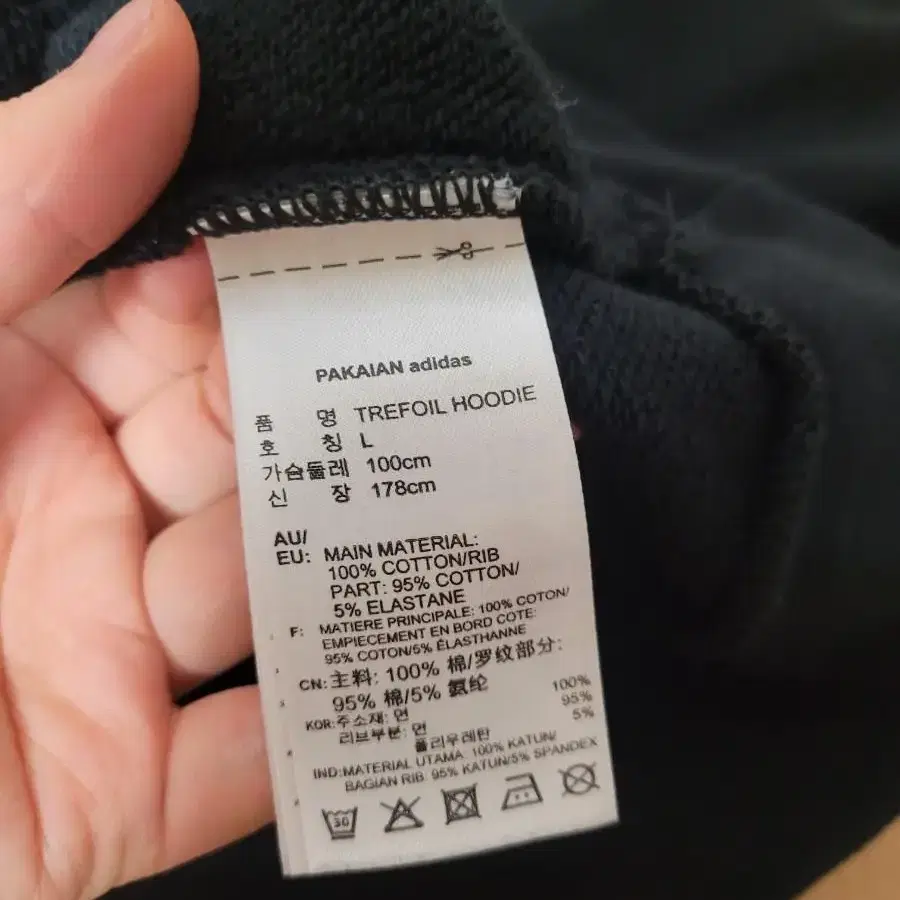 PAKAIAN adidas
품 명 TREFOIL HOODIE
호 칭 L
가슴둘레 100cm
신 장 178cm
AU/
EU: MAIN MATERIAL:
100% COTTON/RIB
PART: 95% COTTON/
5% ELASTANE
F: MATIERE PRINCIPALE: 100% COTON/
EMPIECEMENT EN BORD COTE:
95% COTON/5% ÉLASTHANNE
CN: 主料: 100% 棉/罗纹部分:
95% 棉/5% 氨纶
KOR: 주소재: 면 100%
리브부분: 면 95%
폴리우레탄 5%
IND: MATERIAL UTAMA: 100% KATUN/
BAGIAN RIB: 95% KATUN/5% SPANDEX
30